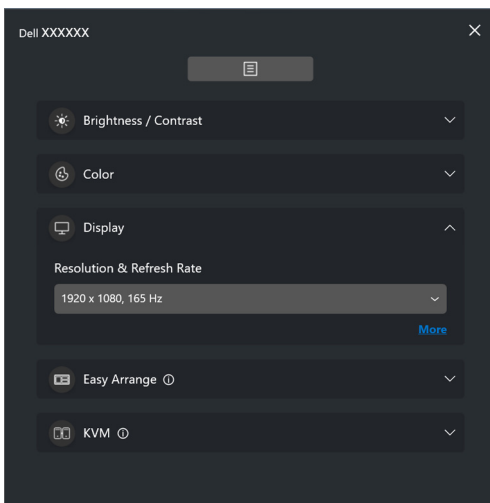 Dell XXXXXX
Brightness / Contrast
Color
Display
Resolution & Refresh Rate
1920 x 1080, 165 Hz
More
Easy Arrange
KVM